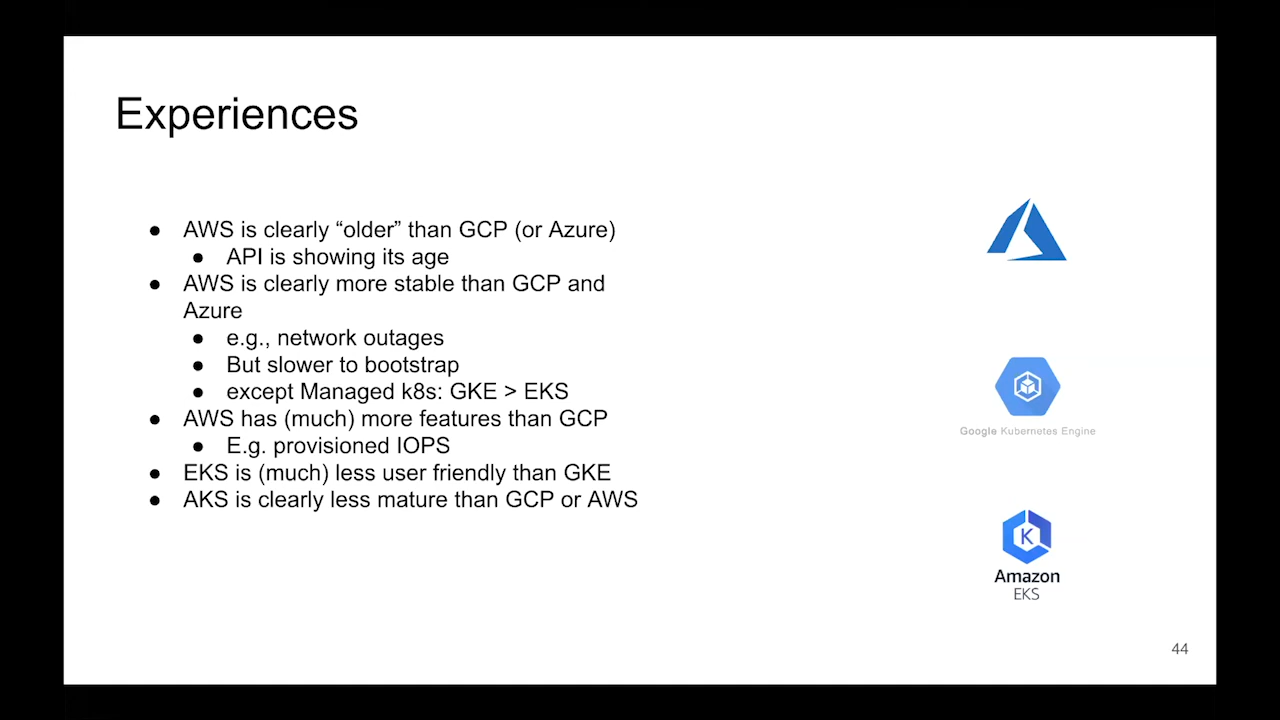 Experiences
● AWS is clearly “older” than GCP (or Azure)
● API is showing its age
● AWS is clearly more stable than GCP and
Azure
● e.g., network outages
● But slower to bootstrap
● except Managed k8s: GKE > EKS
● AWS has (much) more features than GCP
● E.g. provisioned IOPS
● EKS is (much) less user friendly than GKE
● AKS is clearly less mature than GCP or AWS
Google Kubernetes Engine
K
Amazon
EKS
44